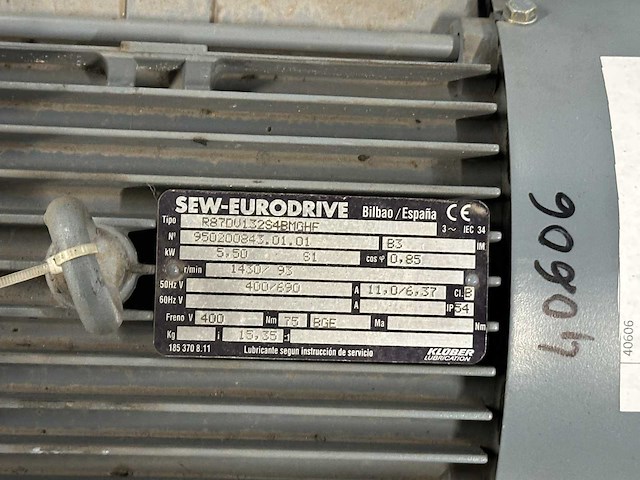 SEW-EURODRIVE Bilbao/España CE
Tipo R87DV132S4BMGHF 3~ IEC 34
Nº 950200843.01.01 B3 IM
kW 5,50 S1 cos φ 0,85
r/min 1430/ 93
50Hz V 400/690 A 11,0/6,37 Cl. B
60Hz V A IP 54
Freno V 400 Nm 75 BGE Ma Nm
Kg i 15,35 :1
185 370 8.11 Lubricante segun instrucción de servicio KLÜBER
LUBRICATION
40606
40606